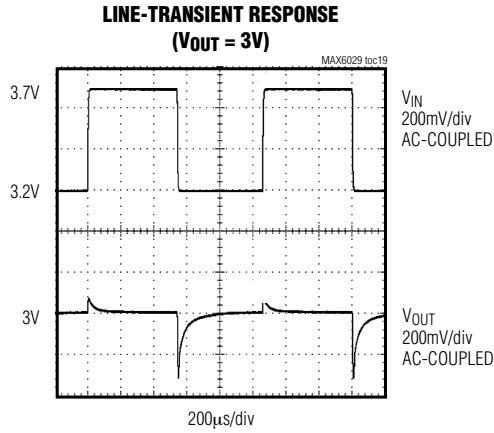 LINE-TRANSIENT RESPONSE
(VOUT = 3V)
MAX6029 toc19
3.7V
3.2V
3V
VIN
200mV/div
AC-COUPLED
VOUT
200mV/div
AC-COUPLED
200µs/div